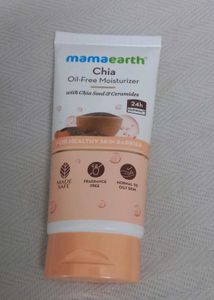 mamaearth
Chia
Oil-Free Moisturizer
with Chia Seed & Ceramides
24h
FOR HEALTHY SKIN BARRIER
MADE SAFE
FRAGRANCE
FREE
NORMAL TO
OILY SKIN